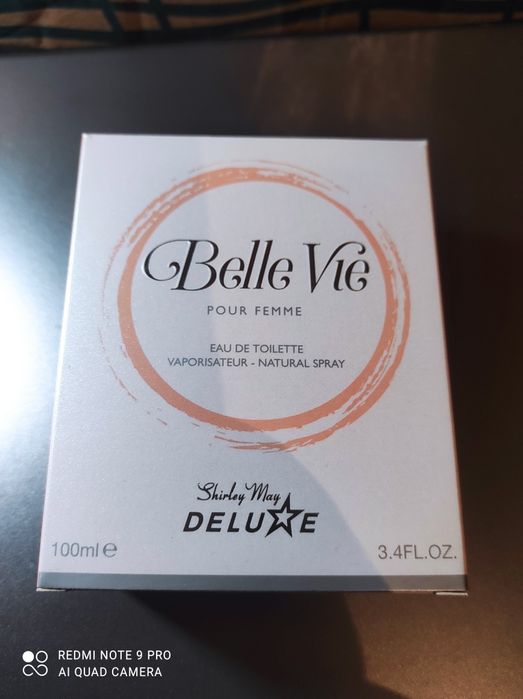 Belle Vie
POUR FEMME
EAU DE TOILETTE
VAPORISATEUR - NATURAL SPRAY
Shirley May
DELUXE
100ml ℮ 3.4FL.OZ.
REDMI NOTE 9 PRO
AI QUAD CAMERA